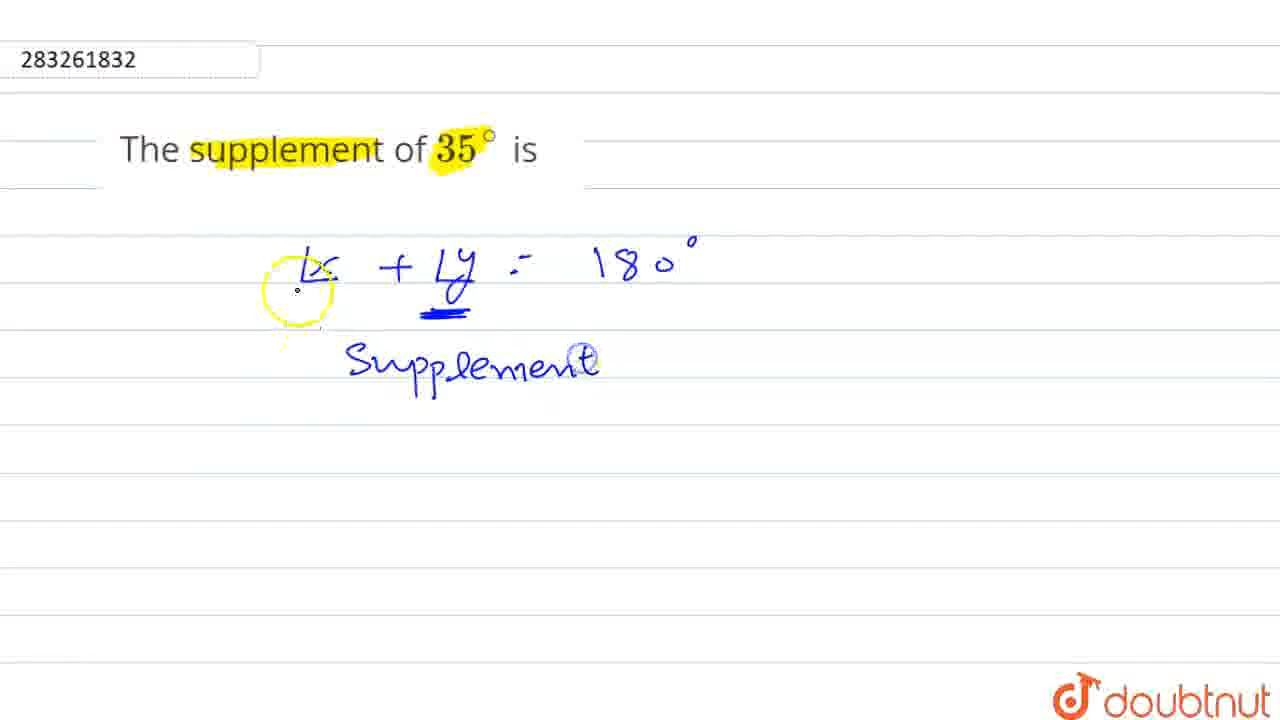 283261832
The supplement of 35° is
∠x + ∠y = 180°
Supplement
doubtnut